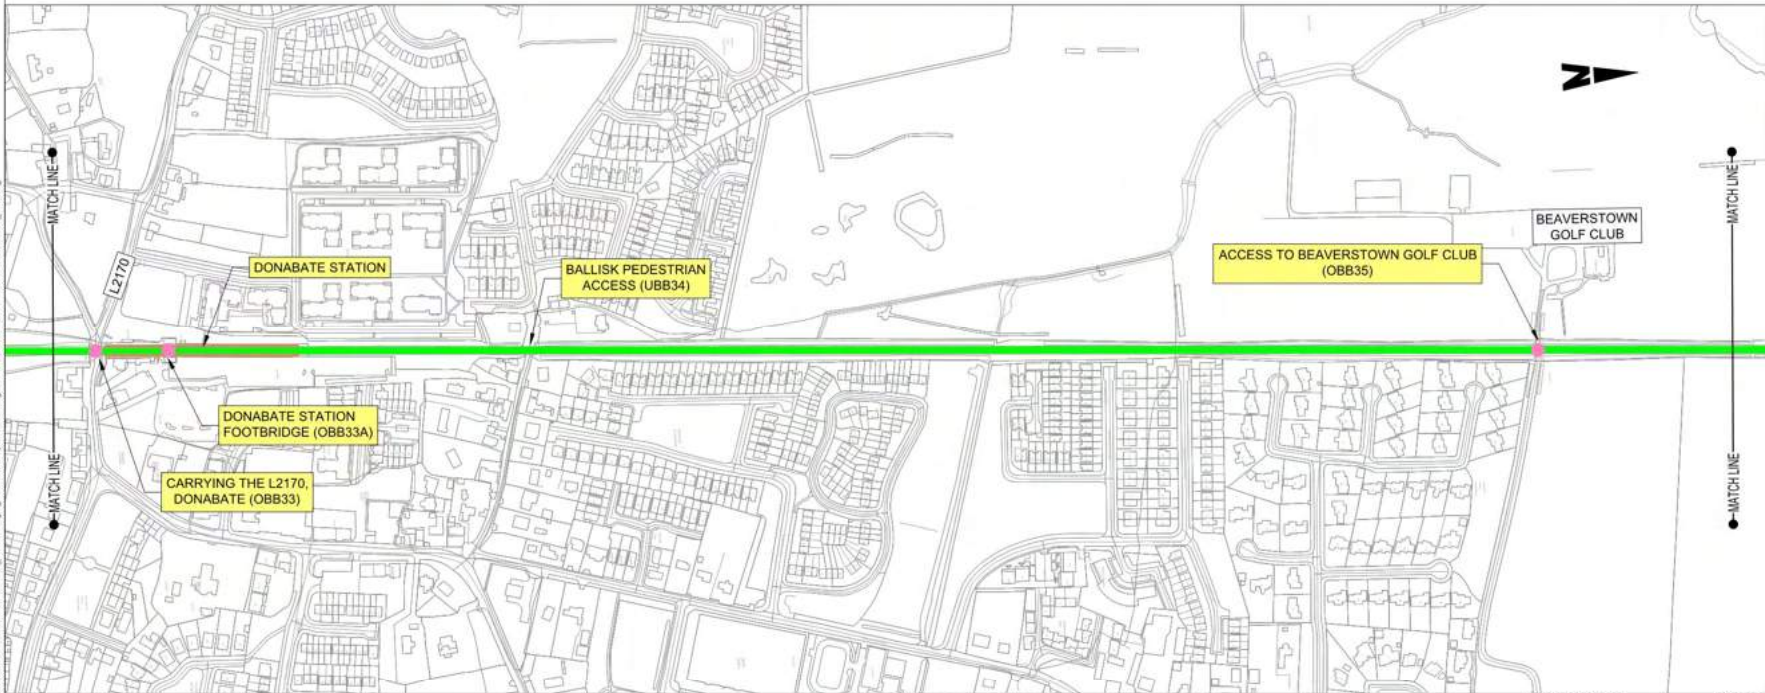 N
MATCH LINE
MATCH LINE
L2170
DONABATE STATION
BALLISK PEDESTRIAN
ACCESS (UBB34)
ACCESS TO BEAVERSTOWN GOLF CLUB
(OBB35)
BEAVERSTOWN
GOLF CLUB
DONABATE STATION
FOOTBRIDGE (OBB33A)
CARRYING THE L2170,
DONABATE (OBB33)
MATCH LINE
MATCH LINE